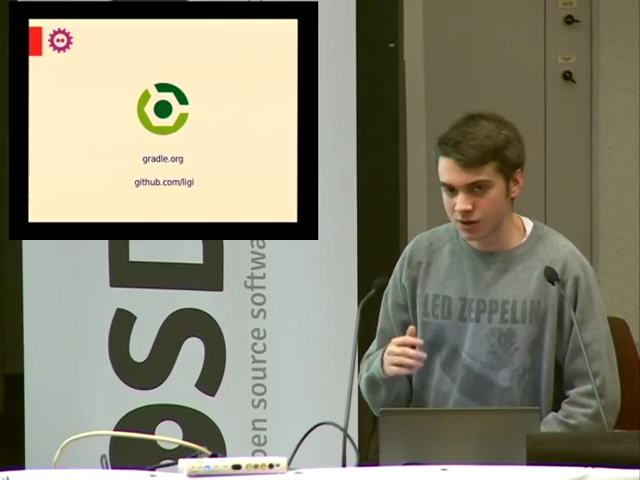 gradle.org
github.com/ligi
LED ZEPPELIN
OSD
open source softwa